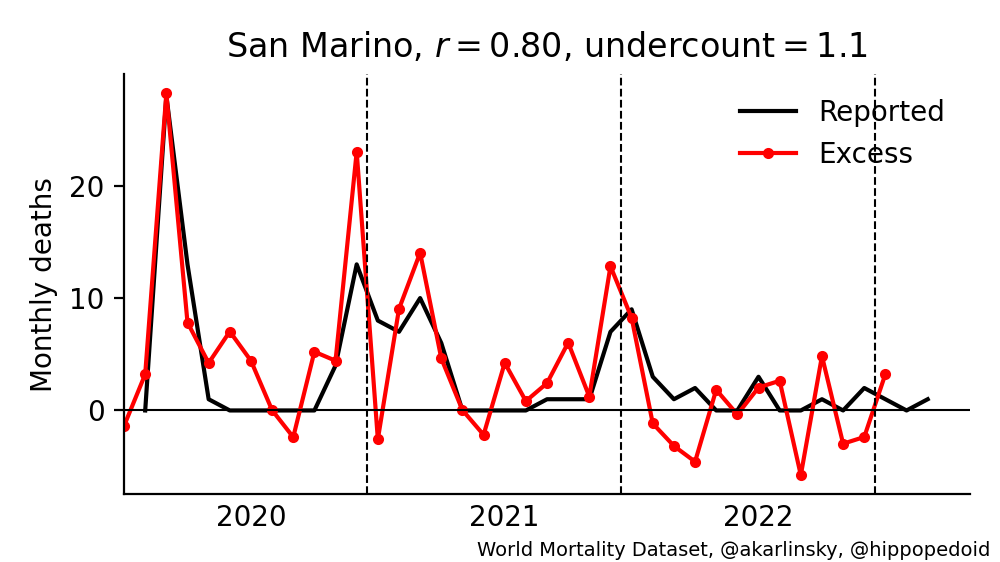 San Marino, r = 0.80, undercount = 1.1
Reported
Excess
Monthly deaths
20
10
0
2020 2021 2022
World Mortality Dataset, @akarlinsky, @hippopedoid